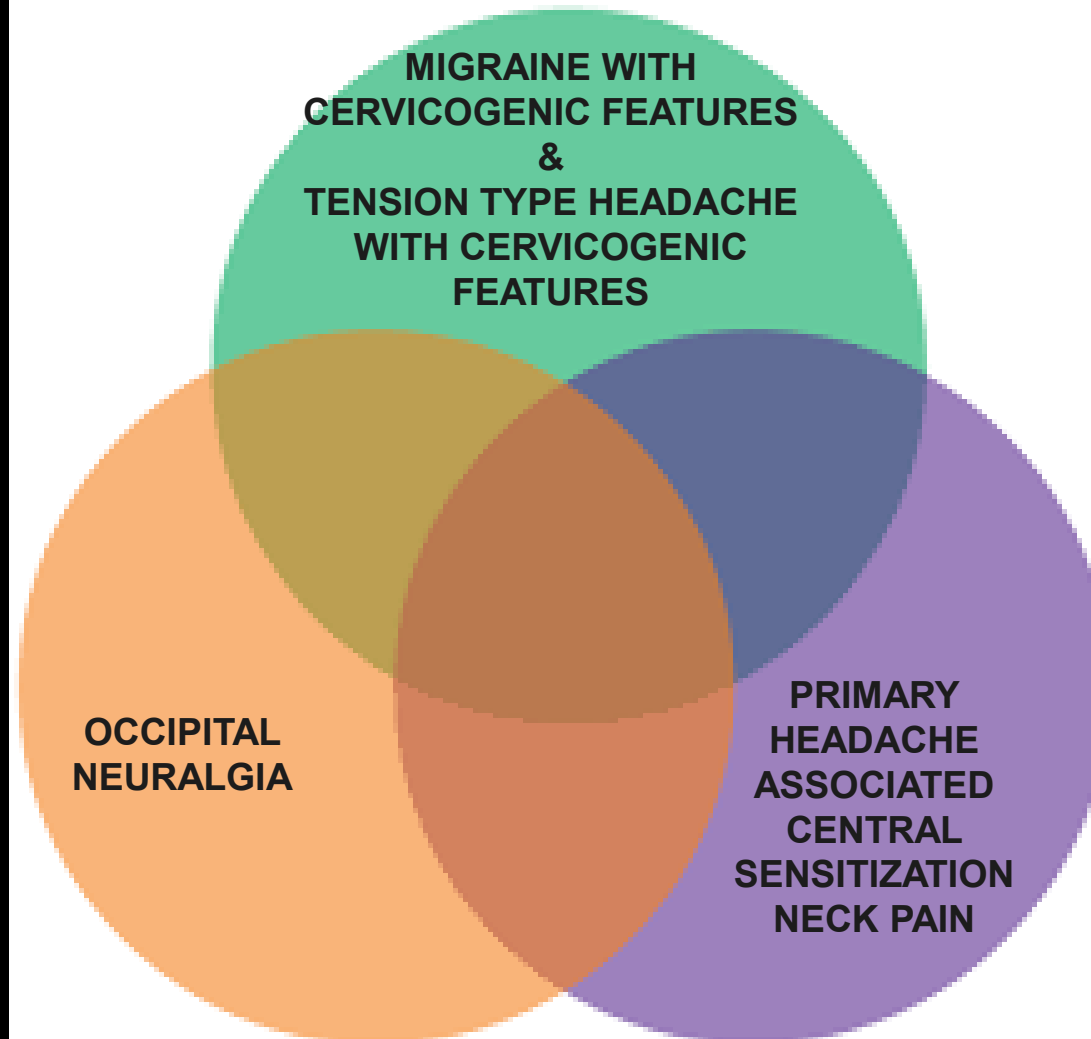 MIGRAINE WITH
CERVICOGENIC FEATURES
&
TENSION TYPE HEADACHE
WITH CERVICOGENIC
FEATURES
OCCIPITAL
NEURALGIA
PRIMARY
HEADACHE
ASSOCIATED
CENTRAL
SENSITIZATION
NECK PAIN